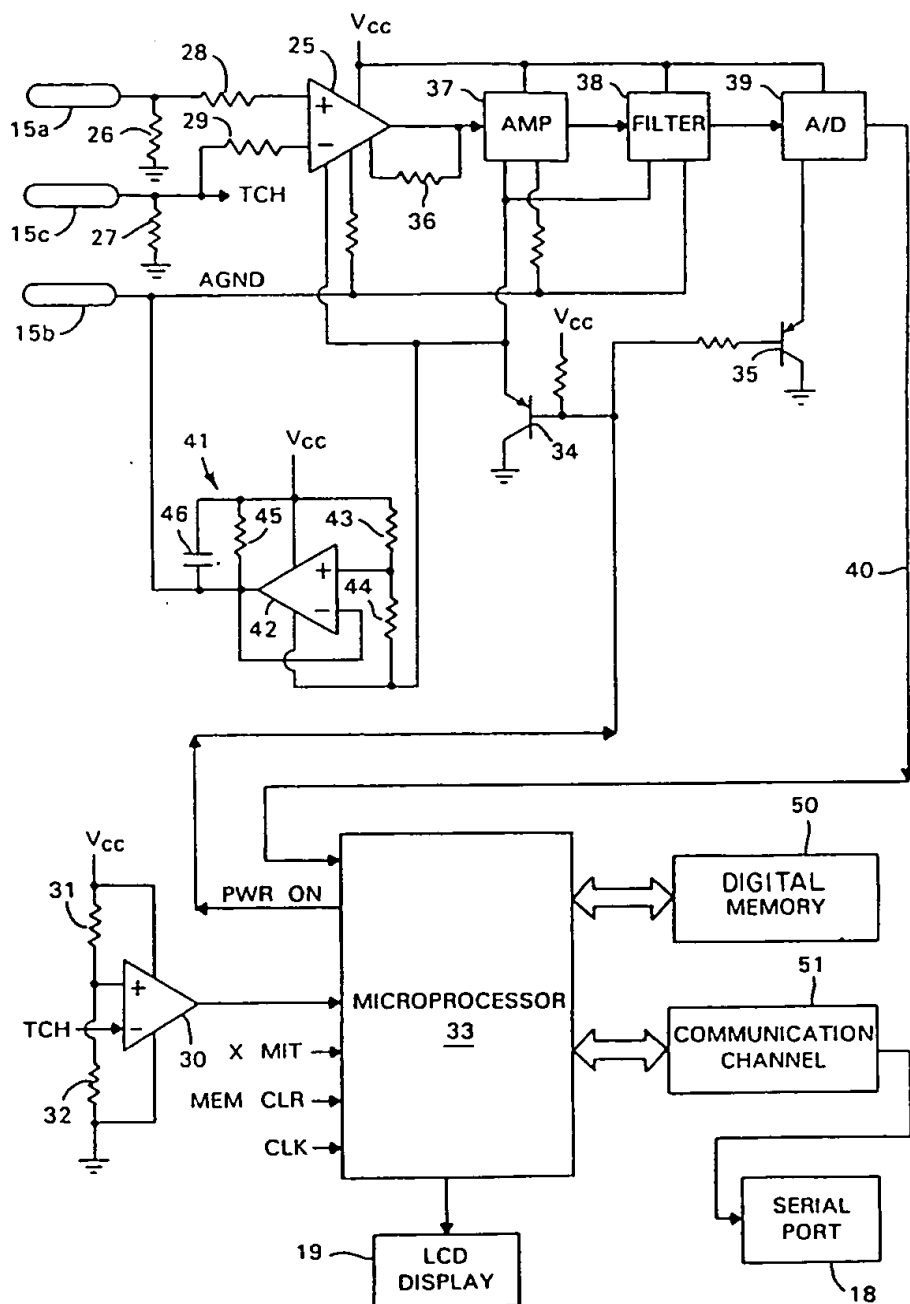 VCC
28
25
37
38
39
15a
26
29
AMP
FILTER
A/D
15c
TCH
27
36
AGND
15b
VCC
35
34
41
VCC
46
45
43
44
42
40
VCC
31
PWR ON
50
DIGITAL
MEMORY
TCH
30
32
MICROPROCESSOR
33
51
COMMUNICATION
CHANNEL
X MIT
MEM CLR
CLK
19
LCD
DISPLAY
SERIAL
PORT
18